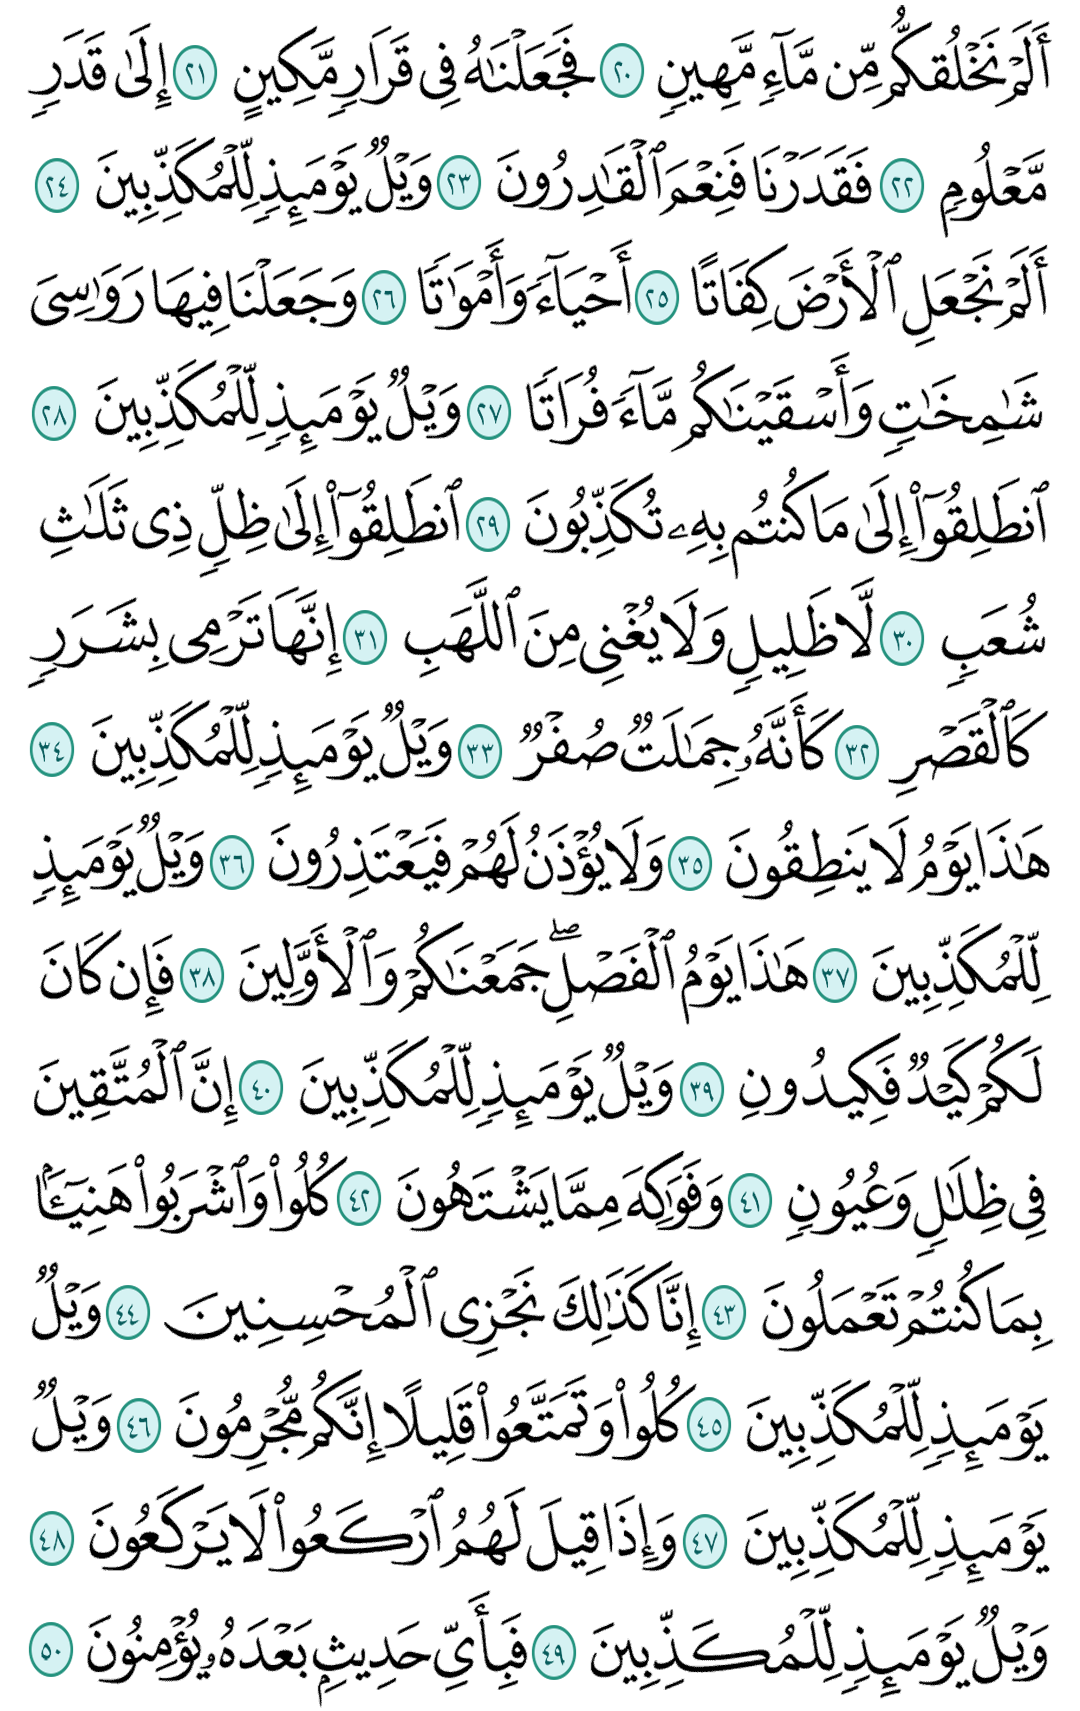 أَلَمْ نَخْلُقكُّم مِّن مَّآءٍ مَّهِينٍ ٢٠ فَجَعَلْنَٰهُ فِى قَرَارٍ مَّكِينٍ ٢١ إِلَىٰ قَدَرٍ
مَّعْلُومٍ ٢٢ فَقَدَرْنَا فَنِعْمَ ٱلْقَٰدِرُونَ ٢٣ وَيْلٌ يَوْمَئِذٍ لِّلْمُكَذِّبِينَ ٢٤
أَلَمْ نَجْعَلِ ٱلْأَرْضَ كِفَاتًا ٢٥ أَحْيَآءً وَأَمْوَٰتًا ٢٦ وَجَعَلْنَا فِيهَا رَوَٰسِىَ
شَٰمِخَٰتٍ وَأَسْقَيْنَٰكُم مَّآءً فُرَاتًا ٢٧ وَيْلٌ يَوْمَئِذٍ لِّلْمُكَذِّبِينَ ٢٨
ٱنطَلِقُوٓا۟ إِلَىٰ مَا كُنتُم بِهِۦ تُكَذِّبُونَ ٢٩ ٱنطَلِقُوٓا۟ إِلَىٰ ظِلٍّ ذِى ثَلَٰثِ
شُعَبٍ ٣٠ لَّا ظَلِيلٍ وَلَا يُغْنِى مِنَ ٱللَّهَبِ ٣١ إِنَّهَا تَرْمِى بِشَرَرٍ
كَٱلْقَصْرِ ٣٢ كَأَنَّهُۥ جِمَٰلَتٌ صُفْرٌ ٣٣ وَيْلٌ يَوْمَئِذٍ لِّلْمُكَذِّبِينَ ٣٤
هَٰذَا يَوْمُ لَا يَنطِقُونَ ٣٥ وَلَا يُؤْذَنُ لَهُمْ فَيَعْتَذِرُونَ ٣٦ وَيْلٌ يَوْمَئِذٍ
لِّلْمُكَذِّبِينَ ٣٧ هَٰذَا يَوْمُ ٱلْفَصْلِ ۖ جَمَعْنَٰكُمْ وَٱلْأَوَّلِينَ ٣٨ فَإِن كَانَ
لَكُمْ كَيْدٌ فَكِيدُونِ ٣٩ وَيْلٌ يَوْمَئِذٍ لِّلْمُكَذِّبِينَ ٤٠ إِنَّ ٱلْمُتَّقِينَ
فِى ظِلَٰلٍ وَعُيُونٍ ٤١ وَفَوَٰكِهَ مِمَّا يَشْتَهُونَ ٤٢ كُلُوا۟ وَٱشْرَبُوا۟ هَنِيٓـًٔۢا
بِمَا كُنتُمْ تَعْمَلُونَ ٤٣ إِنَّا كَذَٰلِكَ نَجْزِى ٱلْمُحْسِنِينَ ٤٤ وَيْلٌ
يَوْمَئِذٍ لِّلْمُكَذِّبِينَ ٤٥ كُلُوا۟ وَتَمَتَّعُوا۟ قَلِيلًا إِنَّكُم مُّجْرِمُونَ ٤٦ وَيْلٌ
يَوْمَئِذٍ لِّلْمُكَذِّبِينَ ٤٧ وَإِذَا قِيلَ لَهُمُ ٱرْكَعُوا۟ لَا يَرْكَعُونَ ٤٨
وَيْلٌ يَوْمَئِذٍ لِّلْمُكَذِّبِينَ ٤٩ فَبِأَىِّ حَدِيثٍۭ بَعْدَهُۥ يُؤْمِنُونَ ٥٠